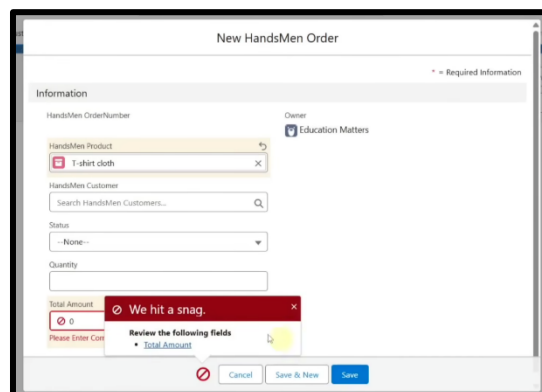 New HandsMen Order
* = Required Information
Information
HandsMen OrderNumber
Owner
Education Matters
HandsMen Product
T-shirt cloth
HandsMen Customer
Search HandsMen Customers...
Status
--None--
Quantity
Total Amount
0
Please Enter
We hit a snag.
Review the following fields
Total Amount
Cancel
Save & New
Save